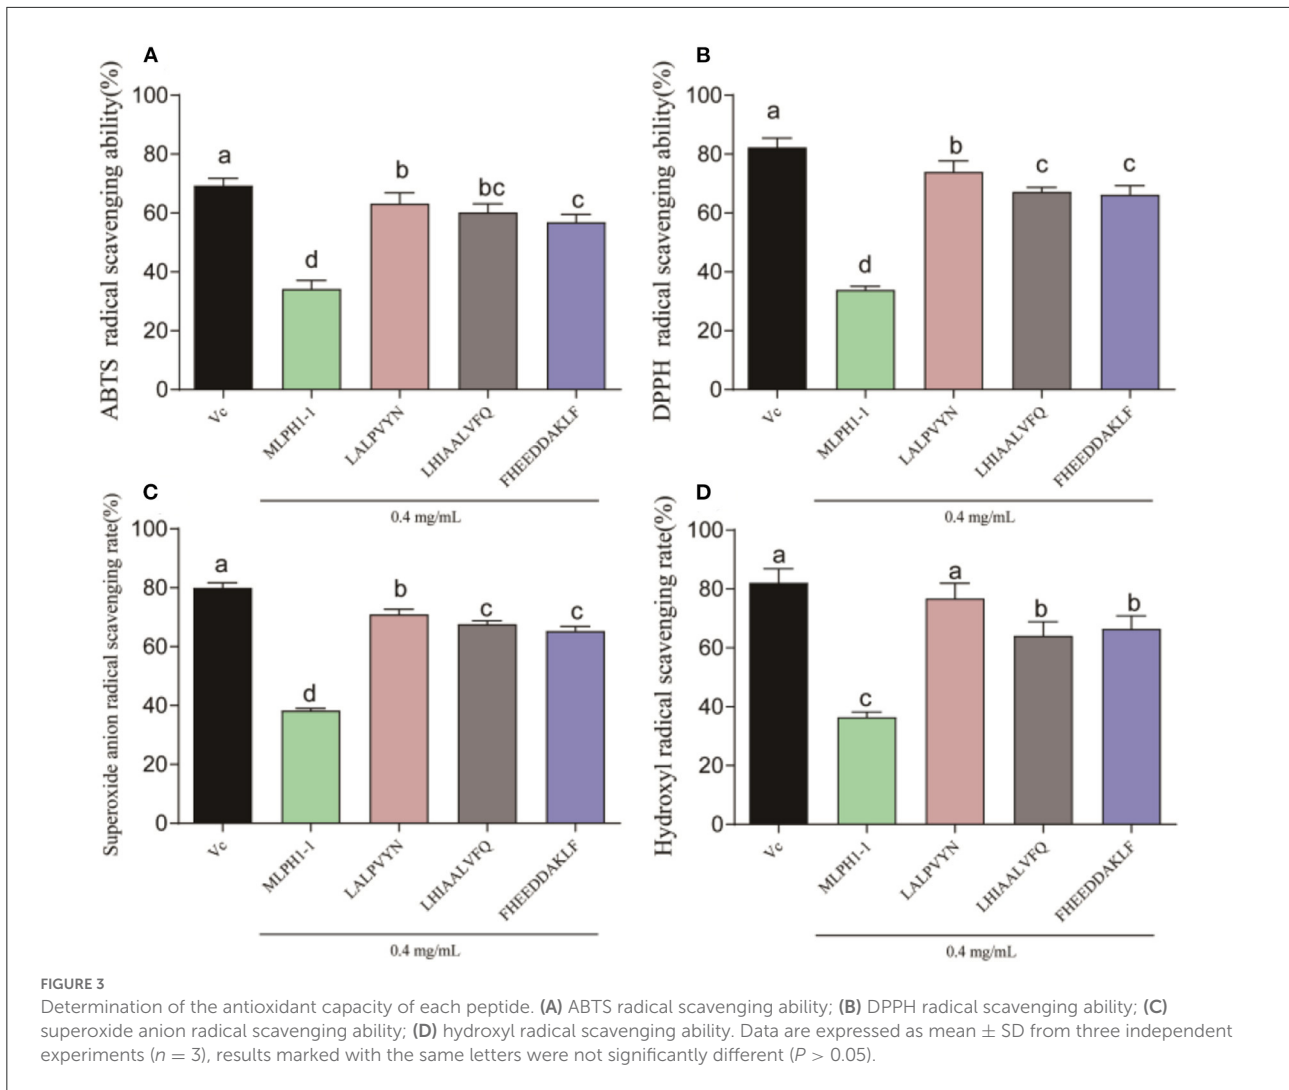 A
ABTS radical scavenging ability(%)
100
80
60
40
20
0
a
d
b
bc
c
Vc
MLPH1-1
LALPVYN
LHIAALVFQ
FHEEDDAKLF
0.4 mg/mL
B
DPPH radical scavenging ability(%)
100
80
60
40
20
0
a
d
b
c
c
Vc
MLPH1-1
LALPVYN
LHIAALVFQ
FHEEDDAKLF
0.4 mg/mL
C
Superoxide anion radical scavenging rate(%)
100
80
60
40
20
0
a
d
b
c
c
Vc
MLPH1-1
LALPVYN
LHIAALVFQ
FHEEDDAKLF
0.4 mg/mL
D
Hydroxyl radical scavenging rate(%)
100
80
60
40
20
0
a
c
a
b
b
Vc
MLPH1-1
LALPVYN
LHIAALVFQ
FHEEDDAKLF
0.4 mg/mL
FIGURE 3
Determination of the antioxidant capacity of each peptide. (A) ABTS radical scavenging ability; (B) DPPH radical scavenging ability; (C)
superoxide anion radical scavenging ability; (D) hydroxyl radical scavenging ability. Data are expressed as mean ± SD from three independent
experiments (n = 3), results marked with the same letters were not significantly different (P > 0.05).